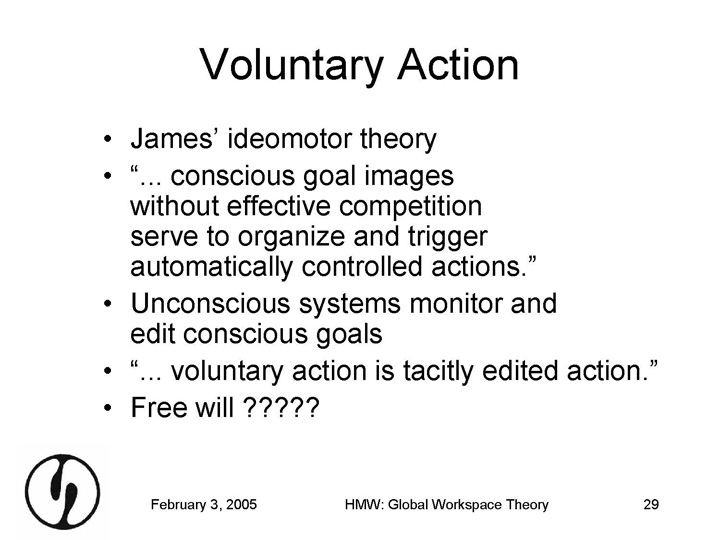 Voluntary Action
• James’ ideomotor theory
• “... conscious goal images
without effective competition
serve to organize and trigger
automatically controlled actions.”
• Unconscious systems monitor and
edit conscious goals
• “... voluntary action is tacitly edited action.”
• Free will ?????
February 3, 2005 HMW: Global Workspace Theory 29